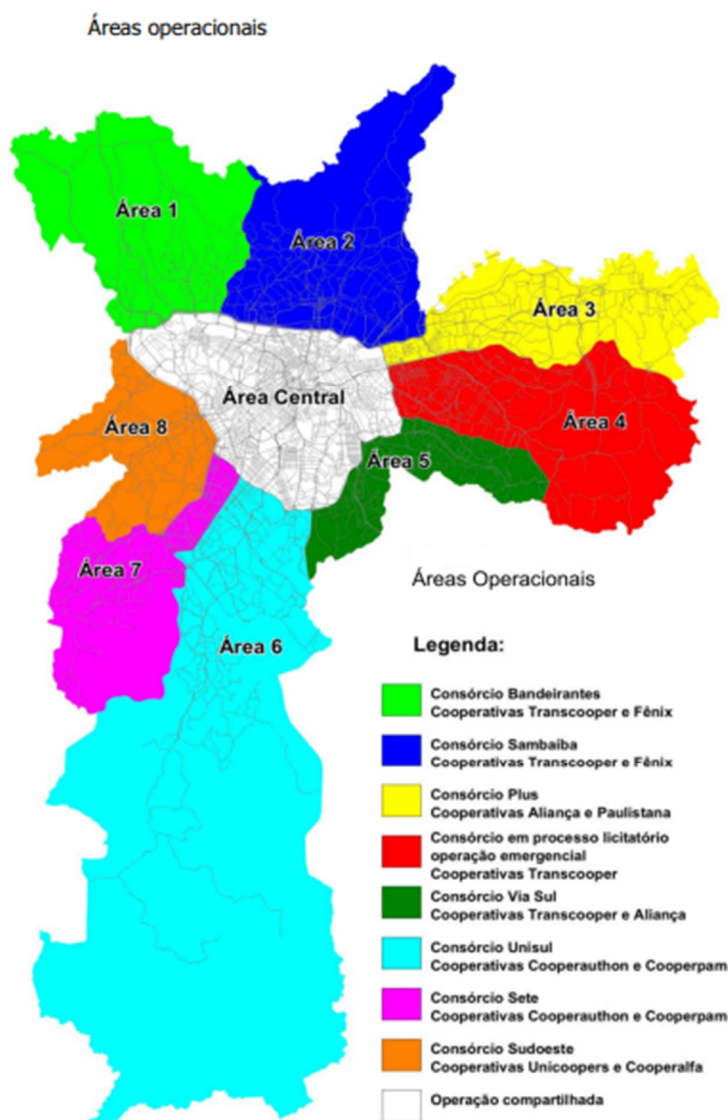 Áreas operacionais
Área 1
Área 2
Área 3
Área Central
Área 4
Área 8
Área 5
Área 7
Área 6
Áreas Operacionais
Legenda:
Consórcio Bandeirantes
Cooperativas Transcooper e Fênix
Consórcio Sambaíba
Cooperativas Transcooper e Fênix
Consórcio Plus
Cooperativas Aliança e Paulistana
Consórcio em processo licitatório
operação emergencial
Cooperativas Transcooper
Consórcio Via Sul
Cooperativas Transcooper e Aliança
Consórcio Unisul
Cooperativas Cooperauthon e Cooperpam
Consórcio Sete
Cooperativas Cooperauthon e Cooperpam
Consórcio Sudoeste
Cooperativas Unicoopers e Cooperalfa
Operação compartilhada